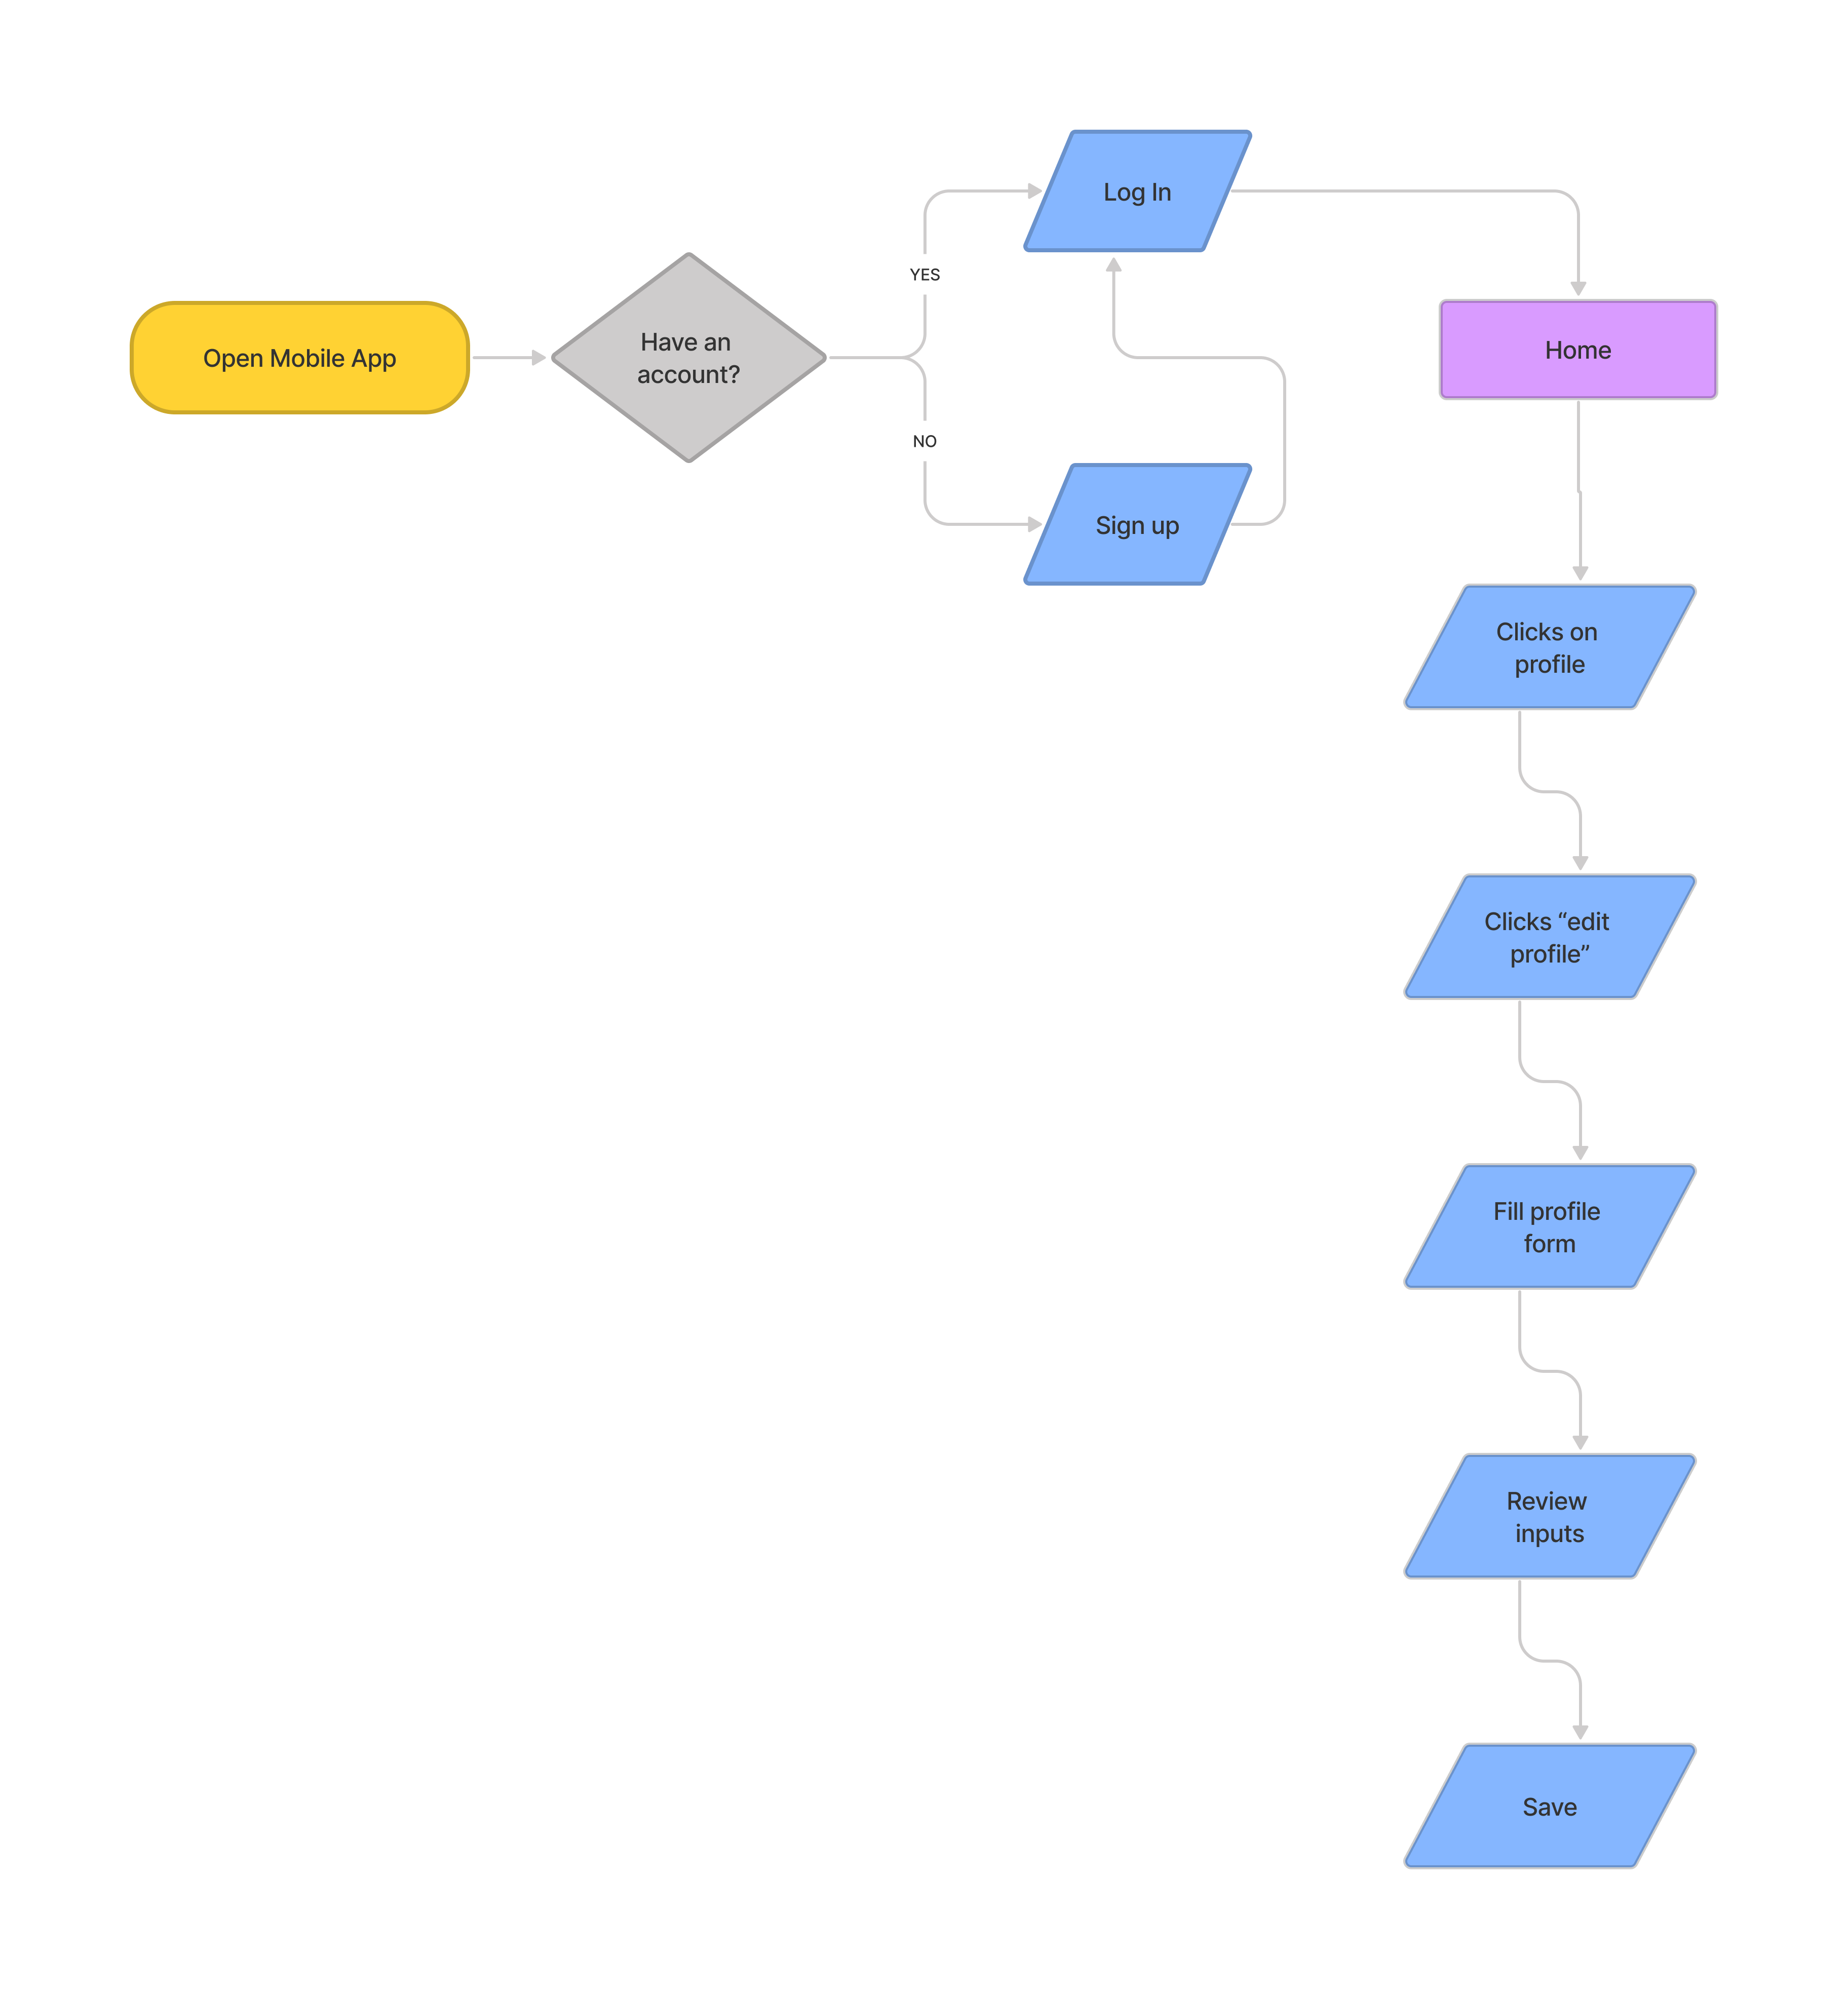 Open Mobile App
Have an
account?
YES
NO
Log In
Sign up
Home
Clicks on
profile
Clicks “edit
profile”
Fill profile
form
Review
inputs
Save